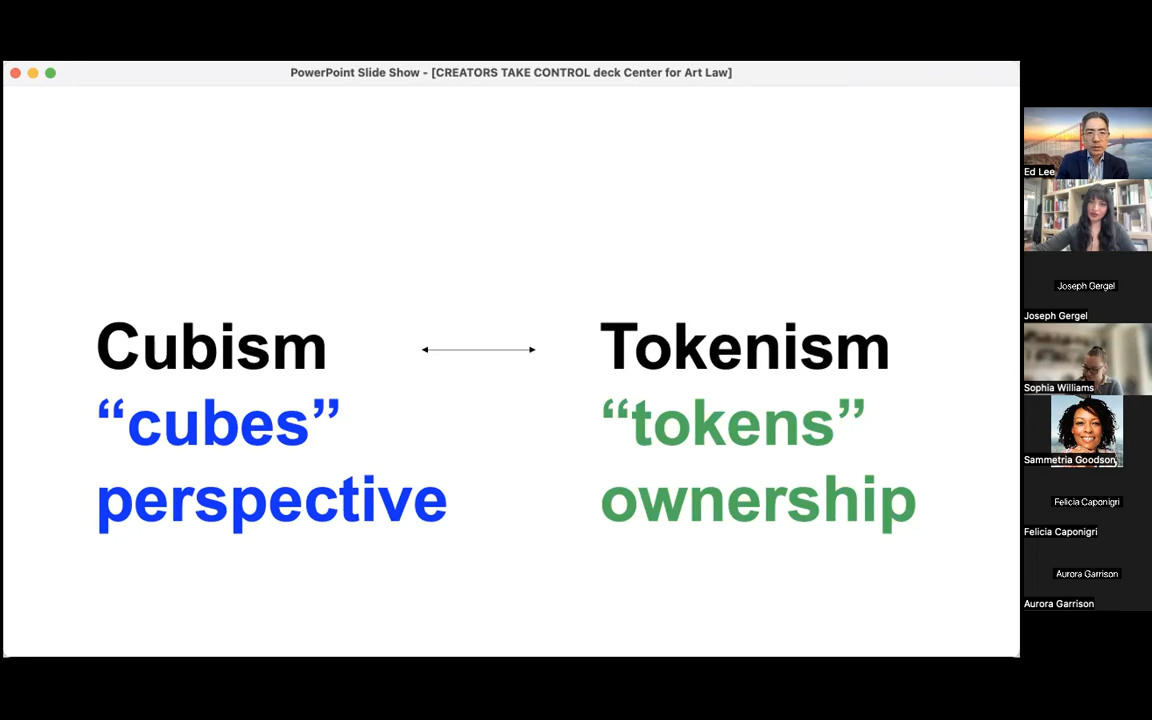 PowerPoint Slide Show - [CREATORS TAKE CONTROL deck Center for Art Law]
Cubism
“cubes”
perspective
Tokenism
“tokens”
ownership
Ed Lee
Joseph Gergel
Joseph Gergel
Sophia Williams
Sammetria Goodson
Felicia Caponigri
Felicia Caponigri
Aurora Garrison
Aurora Garrison